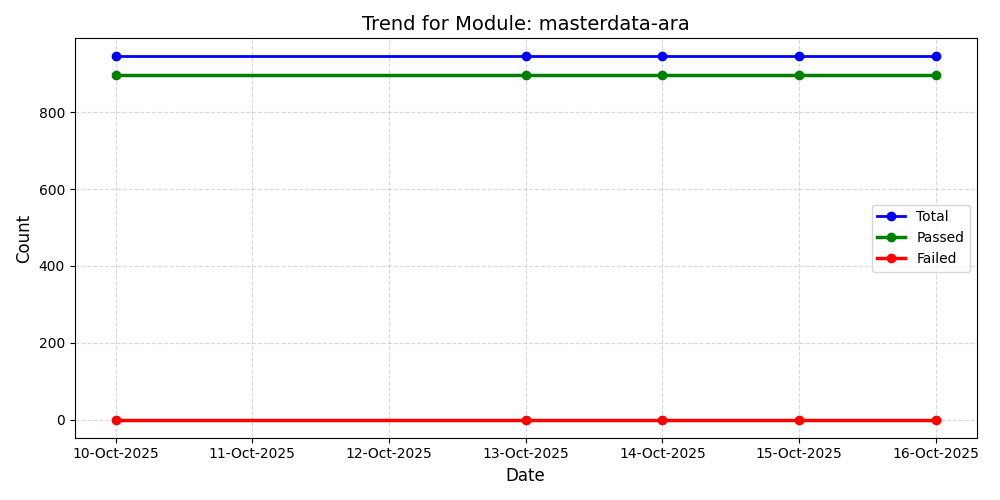 Trend for Module: masterdata-ara
Count
800
600
400
200
0
Total
Passed
Failed
10-Oct-2025 11-Oct-2025 12-Oct-2025 13-Oct-2025 14-Oct-2025 15-Oct-2025 16-Oct-2025
Date